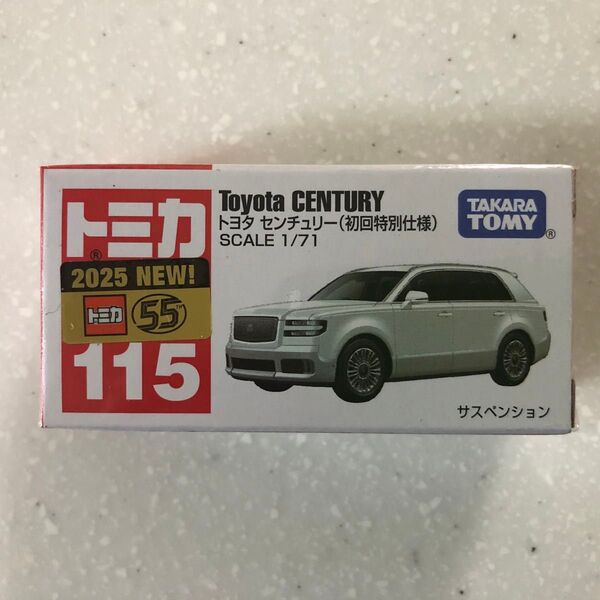 トミカ
®
2025 NEW!
トミカ 55TH
115
Toyota CENTURY
トヨタ センチュリー(初回特別仕様)
SCALE 1/71
TAKARA
TOMY®
サスペンション